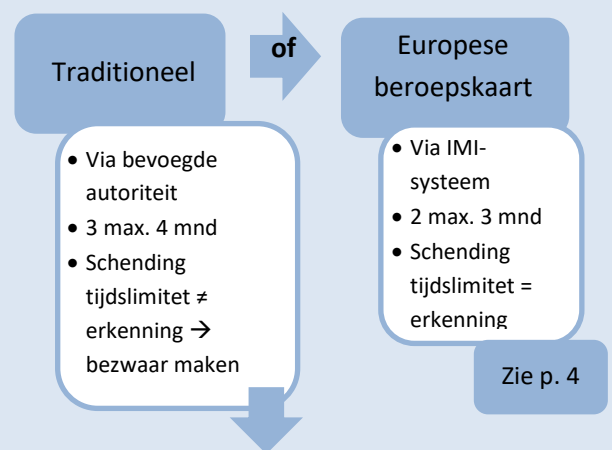 Traditioneel
of
Europese
beroepskaart
• Via bevoegde
autoriteit
• 3 max. 4 mnd
• Schending
tijdslimitet ≠
erkenning →
bezwaar maken
• Via IMI-
systeem
• 2 max. 3 mnd
• Schending
tijdslimitet =
erkenning
Zie p. 4